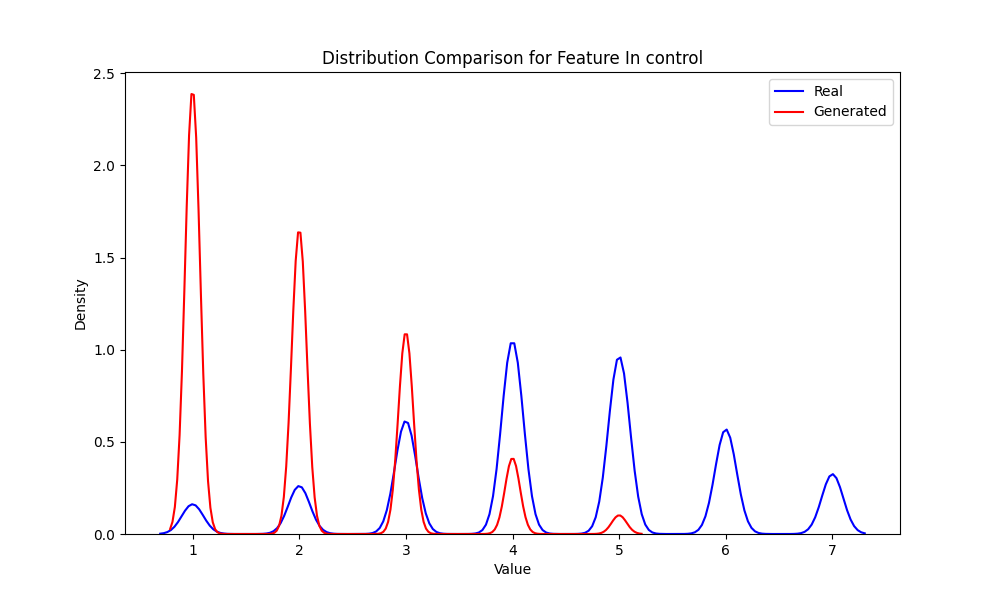 Distribution Comparison for Feature In control
Real
Generated
2.5
2.0
1.5
1.0
0.5
0.0
Density
1 2 3 4 5 6 7
Value